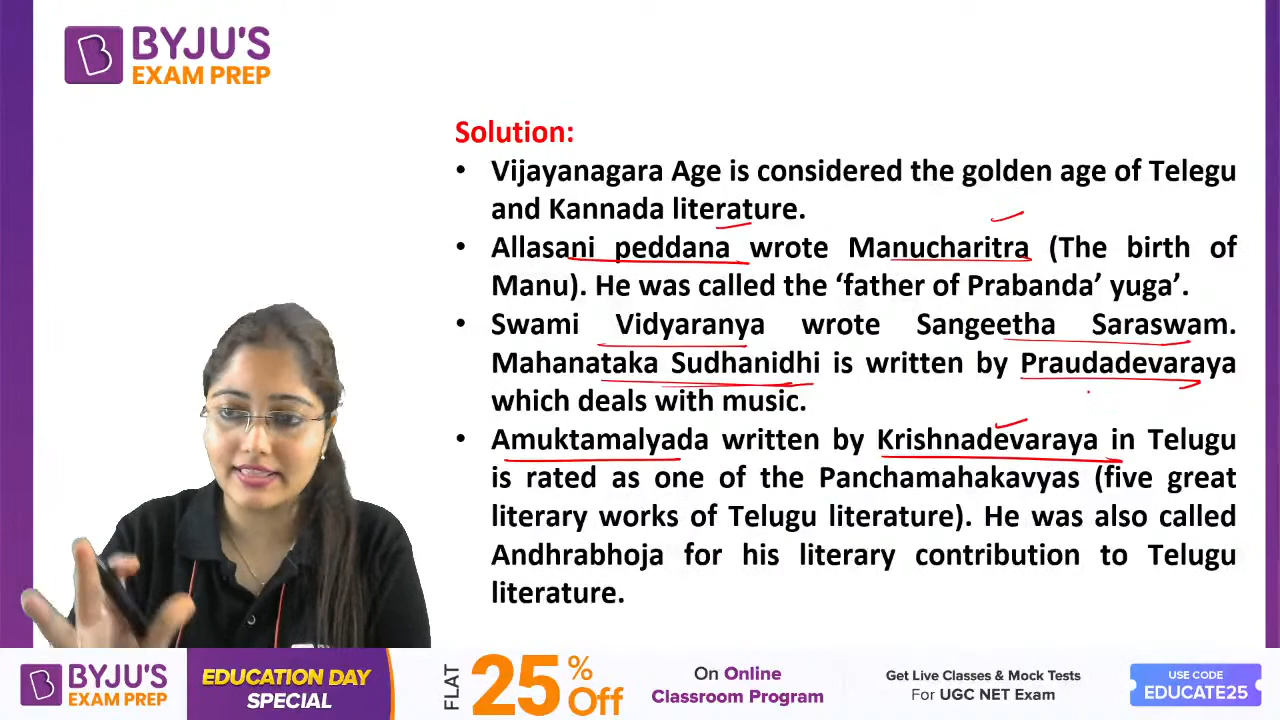 BYJU'S
EXAM PREP
Solution:
• Vijayanagara Age is considered the golden age of Telegu
and Kannada literature.
• Allasani peddana wrote Manucharitra (The birth of
Manu). He was called the ‘father of Prabanda’ yuga’.
• Swami Vidyaranya wrote Sangeetha Saraswam.
Mahanataka Sudhanidhi is written by Praudadevaraya
which deals with music.
• Amuktamalyada written by Krishnadevaraya in Telugu
is rated as one of the Panchamahakavyas (five great
literary works of Telugu literature). He was also called
Andhrabhoja for his literary contribution to Telugu
literature.
BYJU'S
EXAM PREP
EDUCATION DAY
SPECIAL
FLAT
25% Off
On Online
Classroom Program
Get Live Classes & Mock Tests
For UGC NET Exam
USE CODE
EDUCATE25